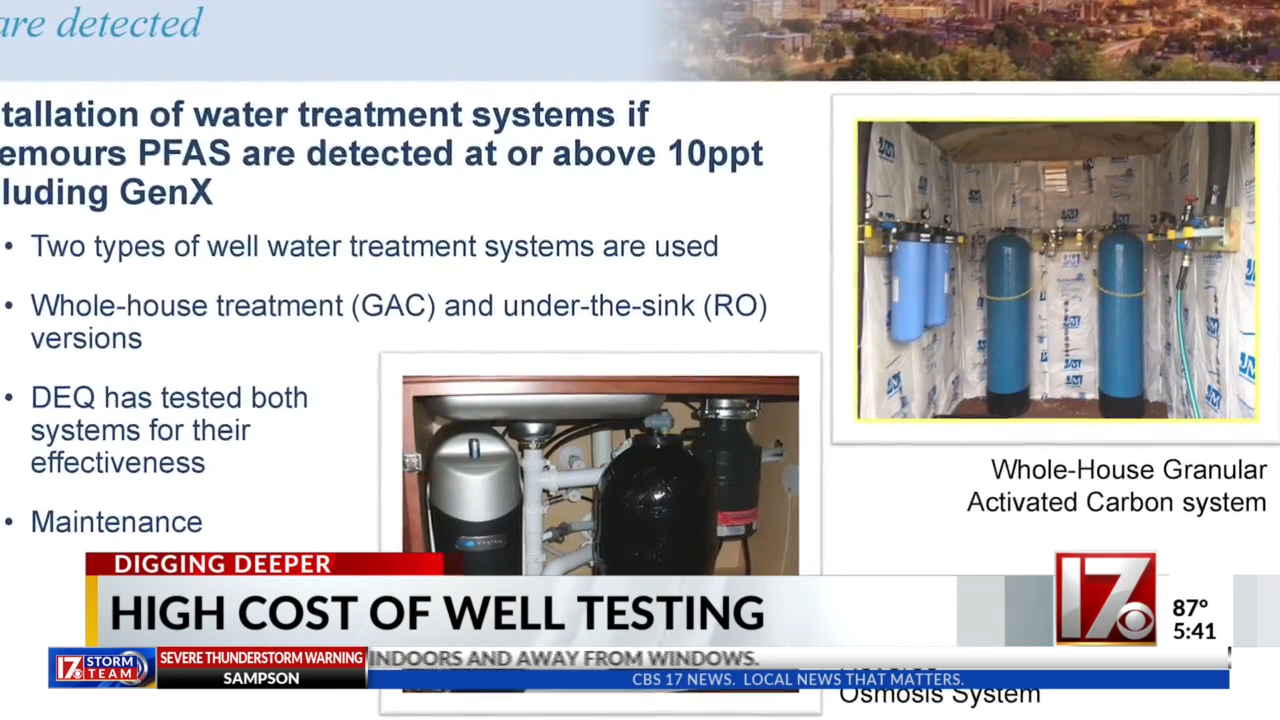 are detected
tallation of water treatment systems if
emours PFAS are detected at or above 10ppt
luding GenX
• Two types of well water treatment systems are used
• Whole-house treatment (GAC) and under-the-sink (RO)
versions
• DEQ has tested both
systems for their
effectiveness
• Maintenance
Whole-House Granular
Activated Carbon system
DIGGING DEEPER
HIGH COST OF WELL TESTING
17
87°
5:41
17 STORM TEAM
SEVERE THUNDERSTORM WARNING
SAMPSON
INDOORS AND AWAY FROM WINDOWS.
CBS 17 NEWS. LOCAL NEWS THAT MATTERS.
Osmosis System